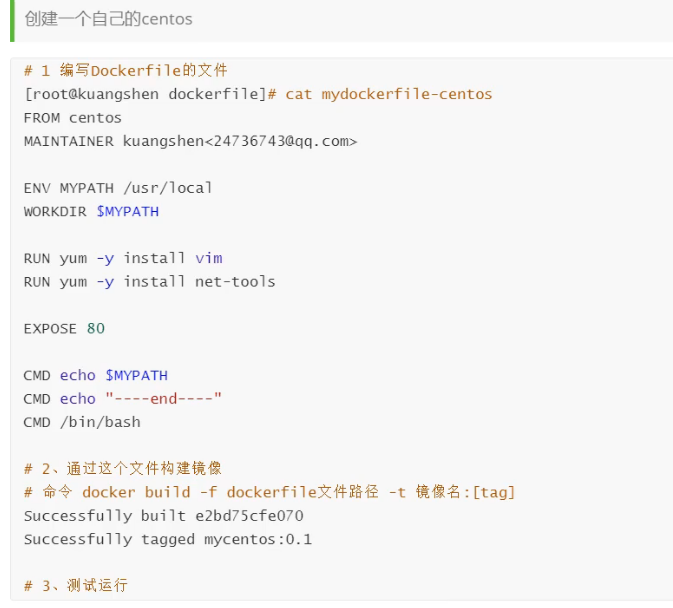 创建一个自己的centos
# 1 编写Dockerfile的文件
[root@kuangshen dockerfile]# cat mydockerfile-centos
FROM centos
MAINTAINER kuangshen<24736743@qq.com>
ENV MYPATH /usr/local
WORKDIR $MYPATH
RUN yum -y install vim
RUN yum -y install net-tools
EXPOSE 80
CMD echo $MYPATH
CMD echo "----end----"
CMD /bin/bash
# 2、通过这个文件构建镜像
# 命令 docker build -f dockerfile文件路径 -t 镜像名:[tag]
Successfully built e2bd75cfe070
Successfully tagged mycentos:0.1
# 3、测试运行